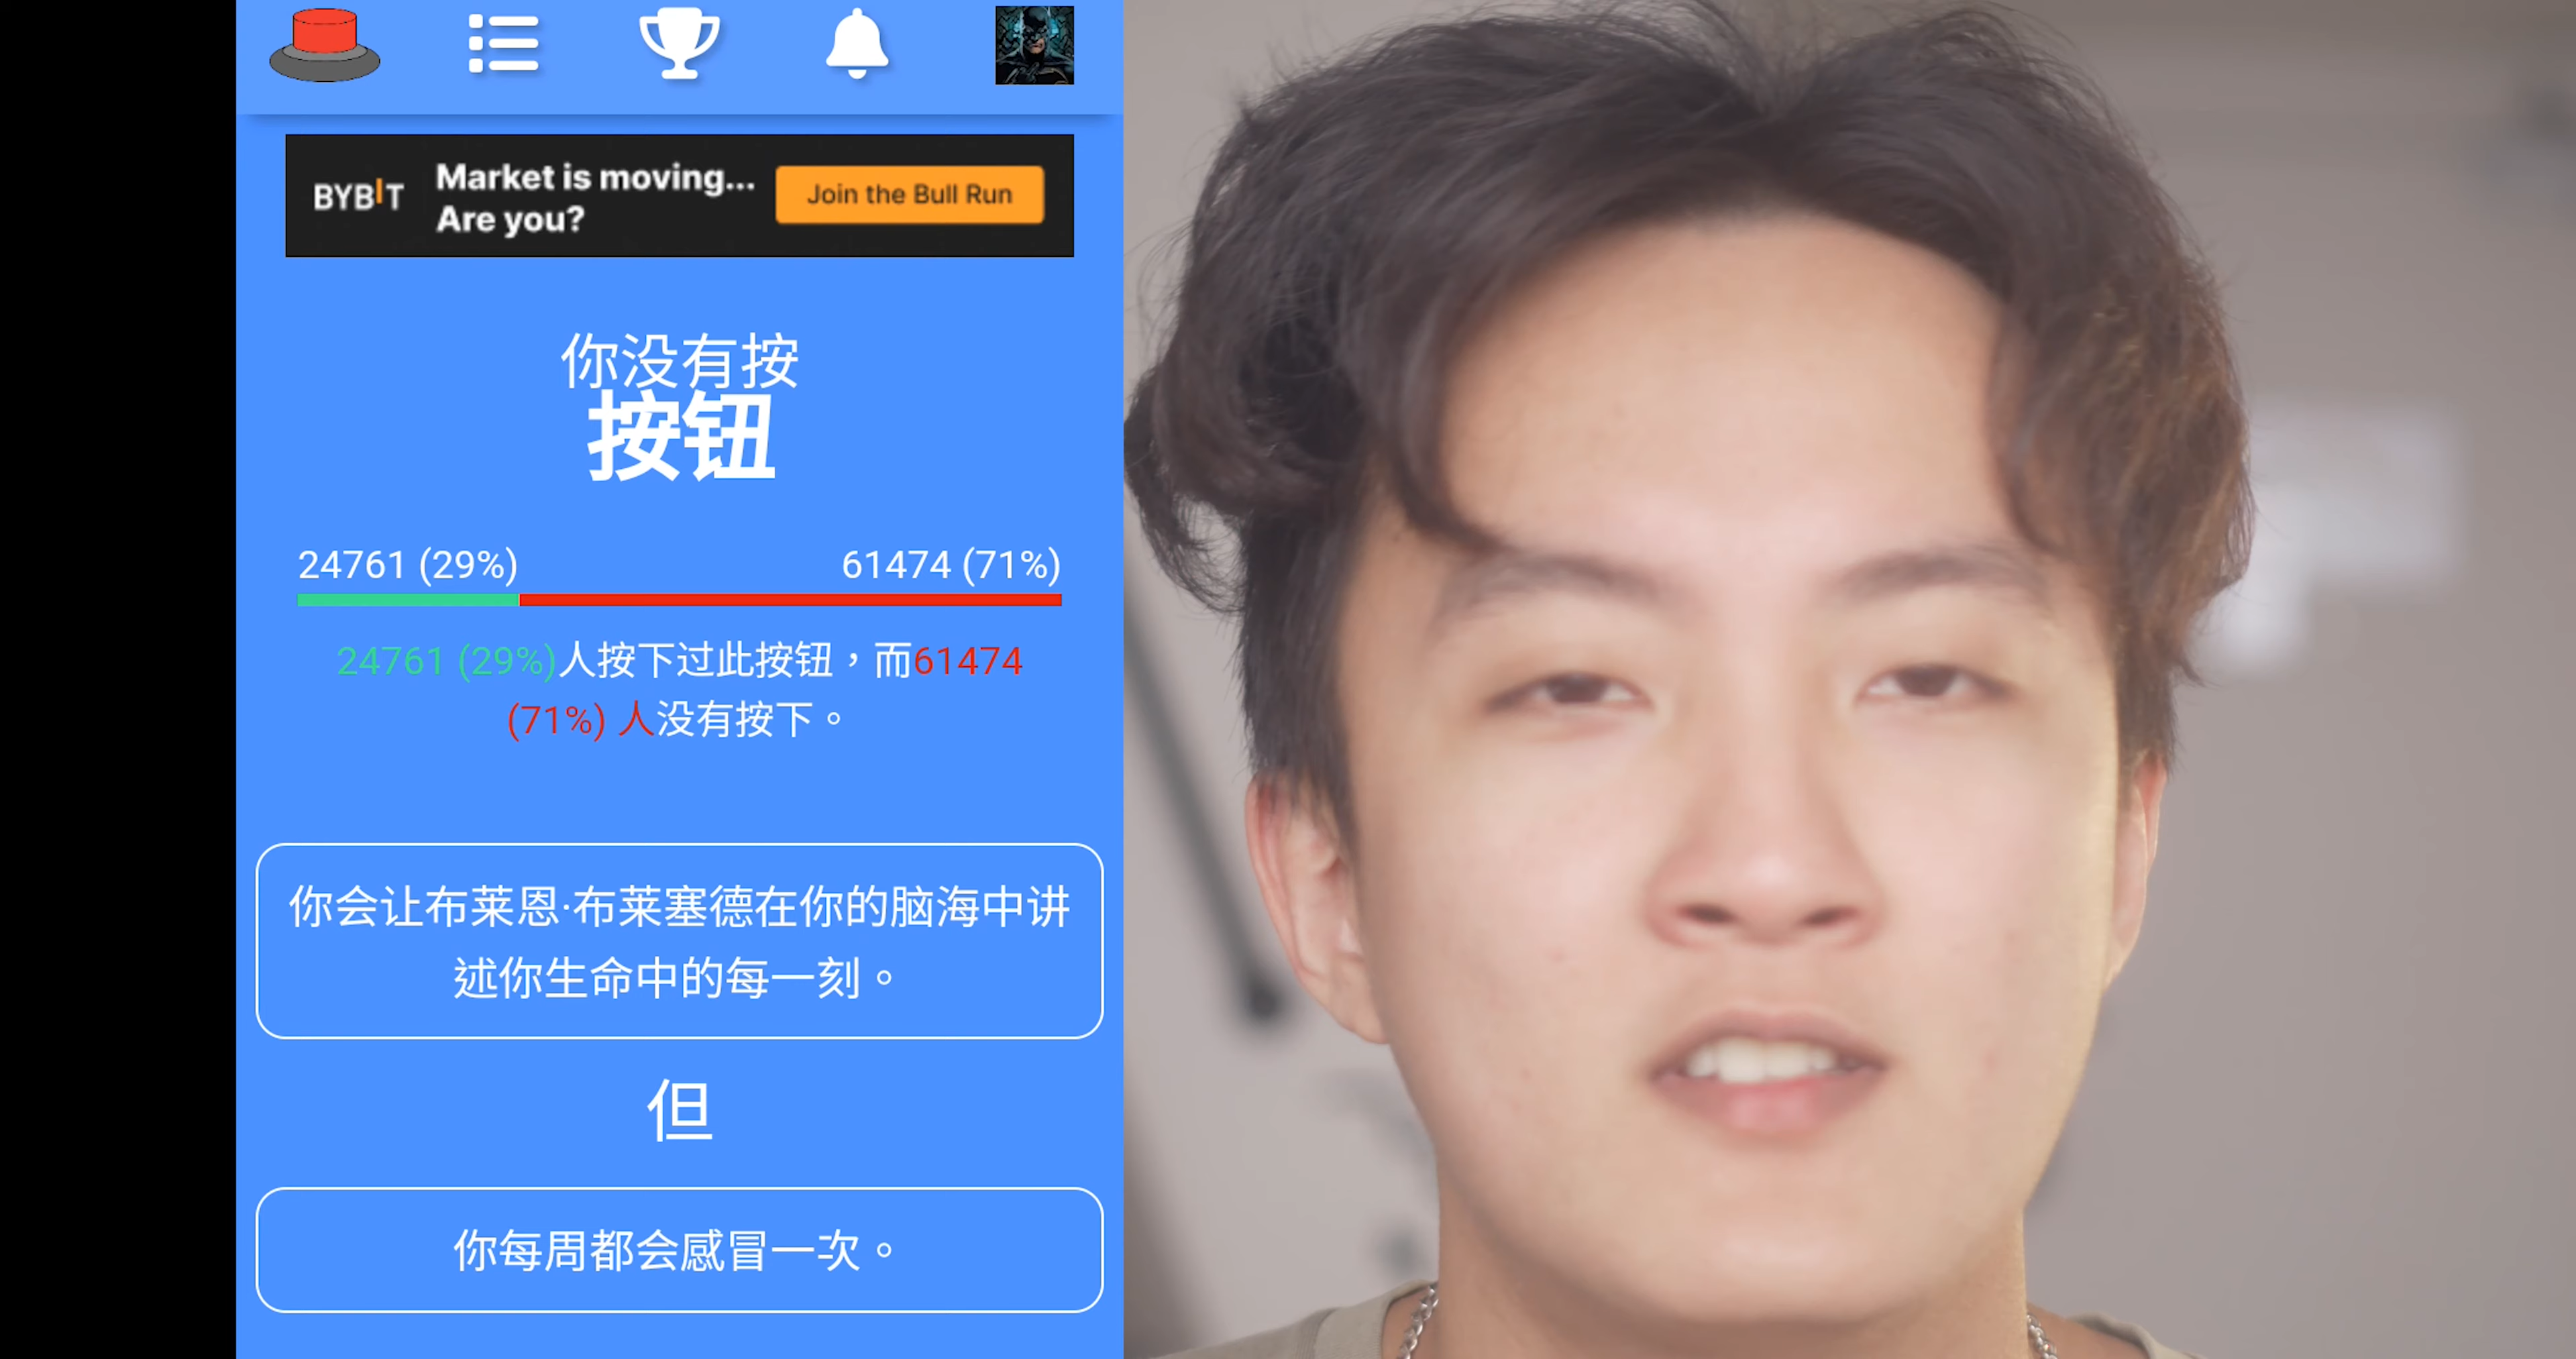 BYBIT
Market is moving...
Are you?
Join the Bull Run
你没有按
按钮
24761 (29%)
61474 (71%)
24761 (29%)人按下过此按钮，而61474
(71%) 人没有按下。
你会让布莱恩·布莱塞德在你的脑海中讲
述你生命中的每一刻。
但
你每周都会感冒一次。